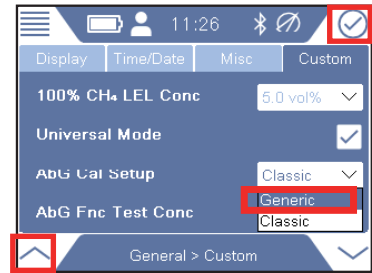 11:26
Display Time/Date Misc Custom
100% CH₄ LEL Conc 5.0 vol%
Universal Mode
AbG Cal Setup Classic
Generic
AbG Fnc Test Conc Classic
General > Custom